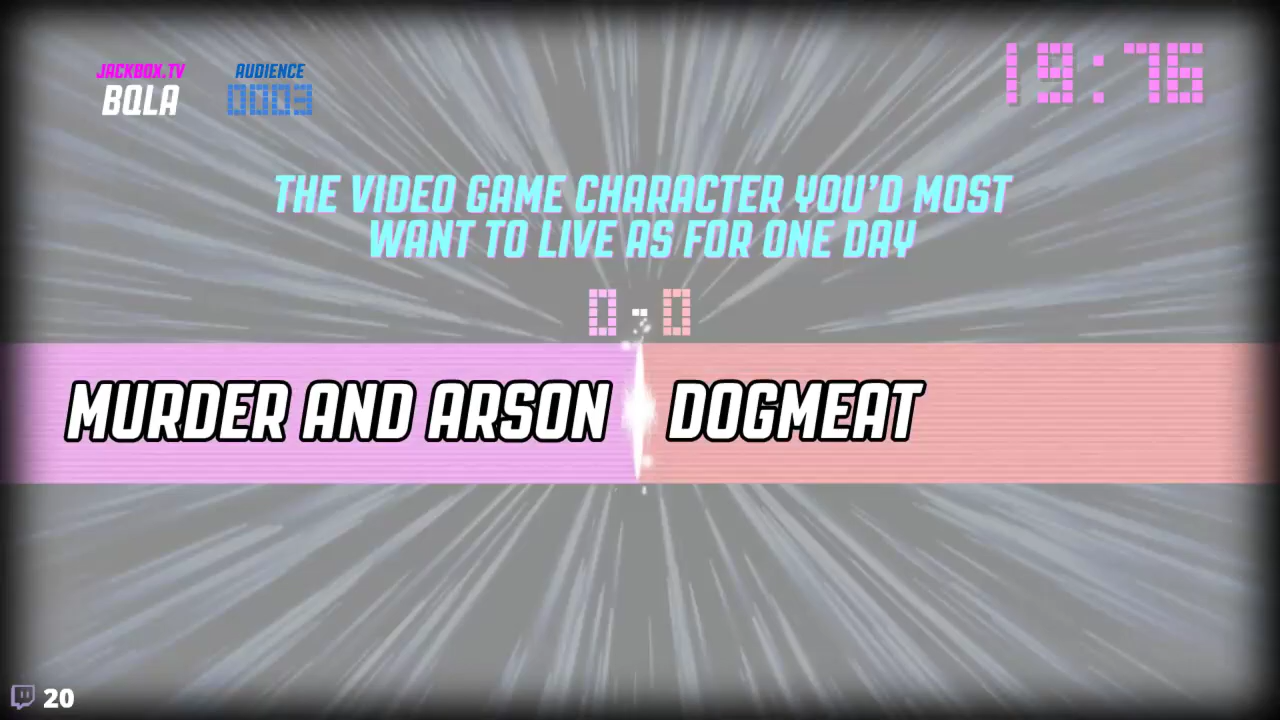 JACKBOX.TV
BQLA
AUDIENCE
0003
19:76
THE VIDEO GAME CHARACTER YOU'D MOST
WANT TO LIVE AS FOR ONE DAY
0-0
MURDER AND ARSON
DOGMEAT
20